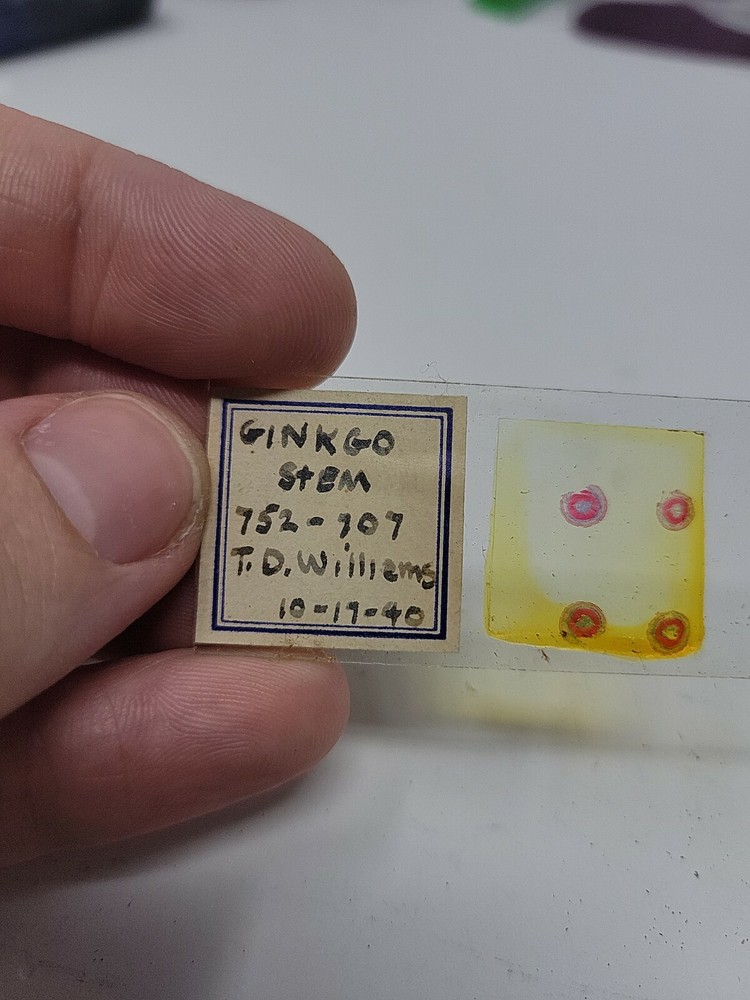 GINKGO
StEM
752-707
T.D.Williams
10-17-40